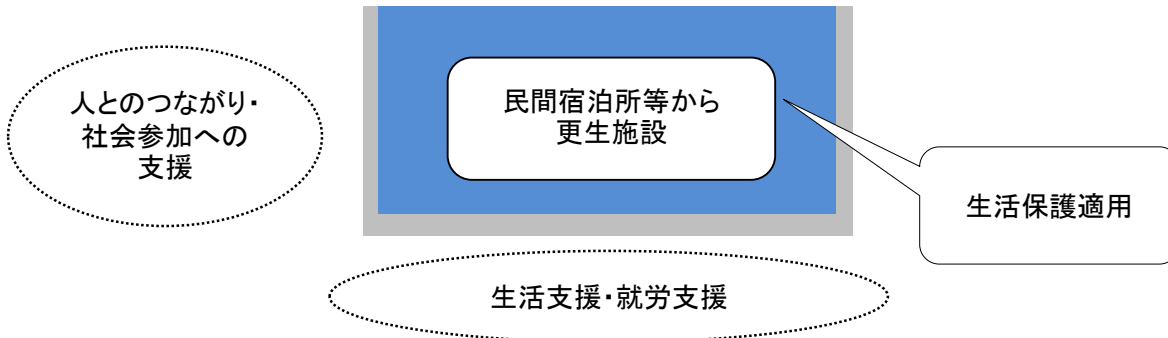 人とのつながり・
社会参加への
支援
民間宿泊所等から
更生施設
生活保護適用
生活支援・就労支援